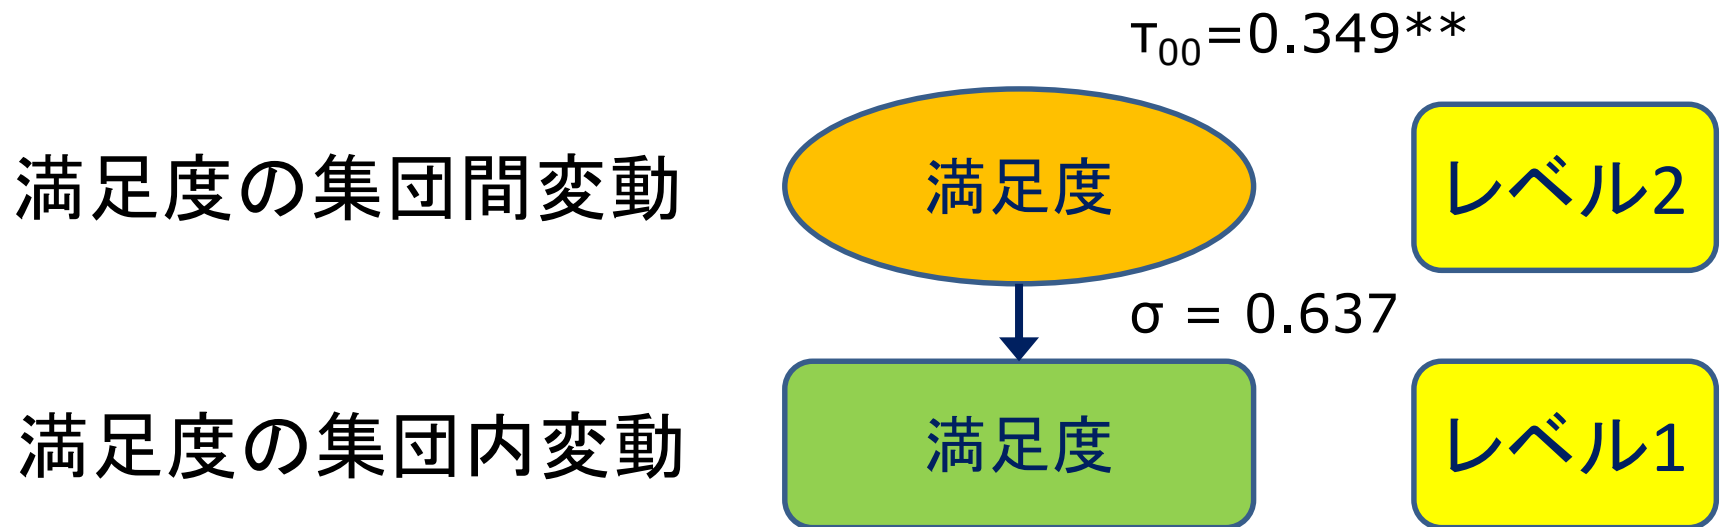 τ₀₀=0.349**
満足度の集団間変動
満足度
レベル2
σ = 0.637
満足度の集団内変動
満足度
レベル1